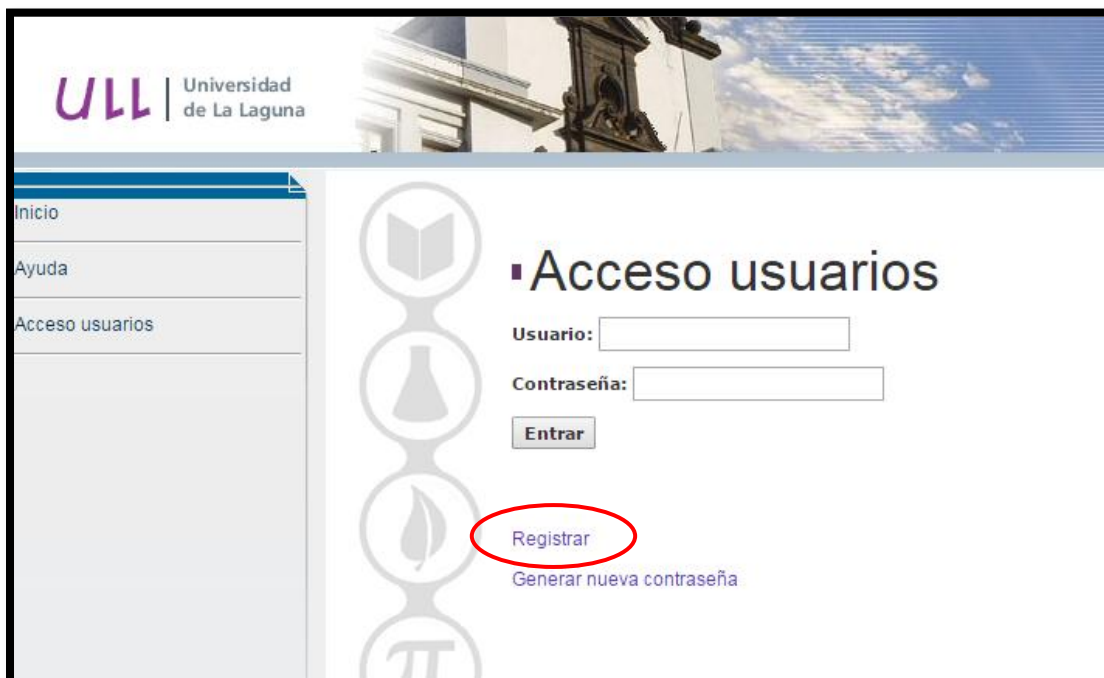 ULL
Universidad
de La Laguna
Inicio
Ayuda
Acceso usuarios
Acceso usuarios
Usuario:
Contraseña:
Entrar
Registrar
Generar nueva contraseña
π